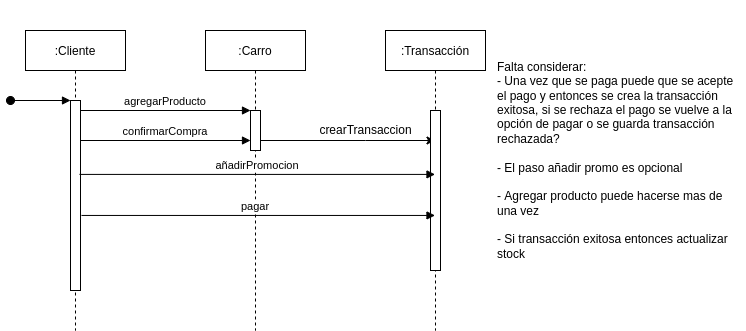 :Cliente
:Carro
:Transacción
agregarProducto
confirmarCompra
crearTransaccion
añadirPromocion
pagar
Falta considerar:
- Una vez que se paga puede que se acepte
el pago y entonces se crea la transacción
exitosa, si se rechaza el pago se vuelve a la
opción de pagar o se guarda transacción
rechazada?
- El paso añadir promo es opcional
- Agregar producto puede hacerse mas de
una vez
- Si transacción exitosa entonces actualizar
stock